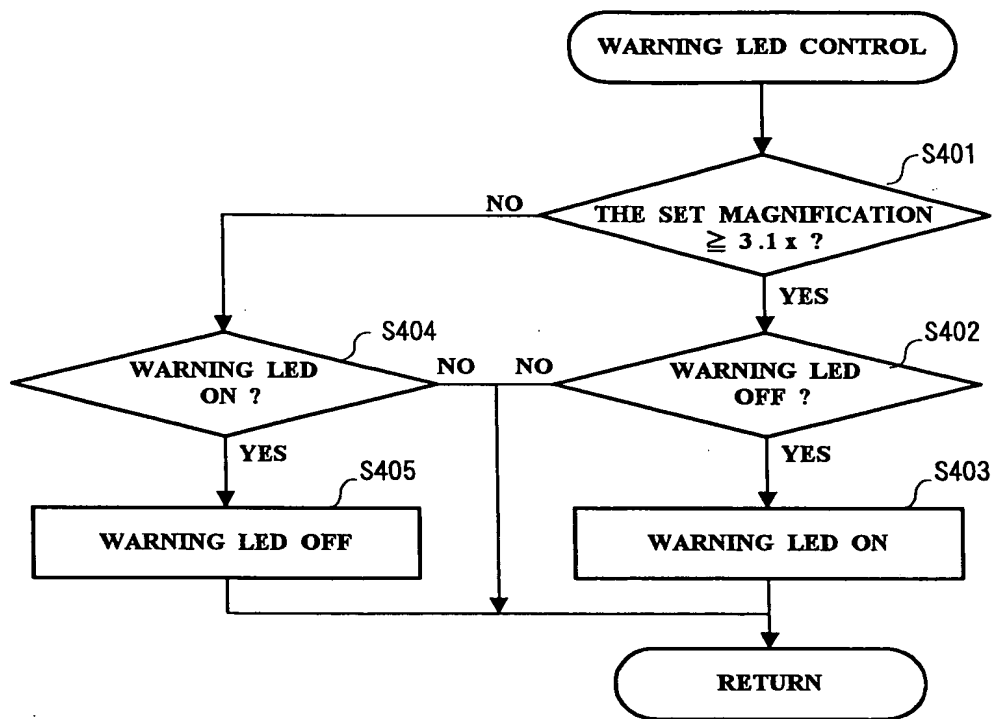 WARNING LED CONTROL
S401
NO
THE SET MAGNIFICATION
≧ 3.1x ?
YES
S404
S402
WARNING LED
ON ?
NO
NO
WARNING LED
OFF ?
YES
YES
S405
S403
WARNING LED OFF
WARNING LED ON
RETURN